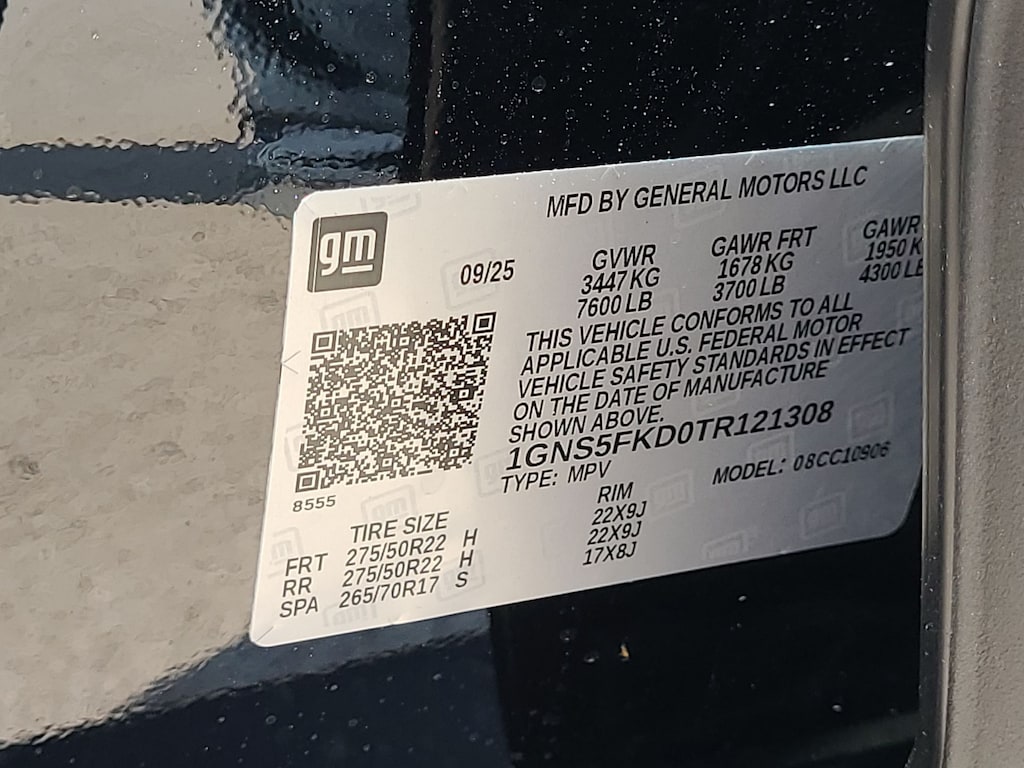 MFD BY GENERAL MOTORS LLC
gm
09/25
GVWR GAWR FRT GAWR
3447 KG 1678 KG 1950 K
7600 LB 3700 LB 4300 LB
THIS VEHICLE CONFORMS TO ALL
APPLICABLE U.S. FEDERAL MOTOR
VEHICLE SAFETY STANDARDS IN EFFECT
ON THE DATE OF MANUFACTURE
SHOWN ABOVE.
1GNS5FKD0TR121308
TYPE: MPV MODEL: 08CC10906
8555
TIRE SIZE RIM
FRT 275/50R22 H 22X9J
RR 275/50R22 H 22X9J
SPA 265/70R17 S 17X8J